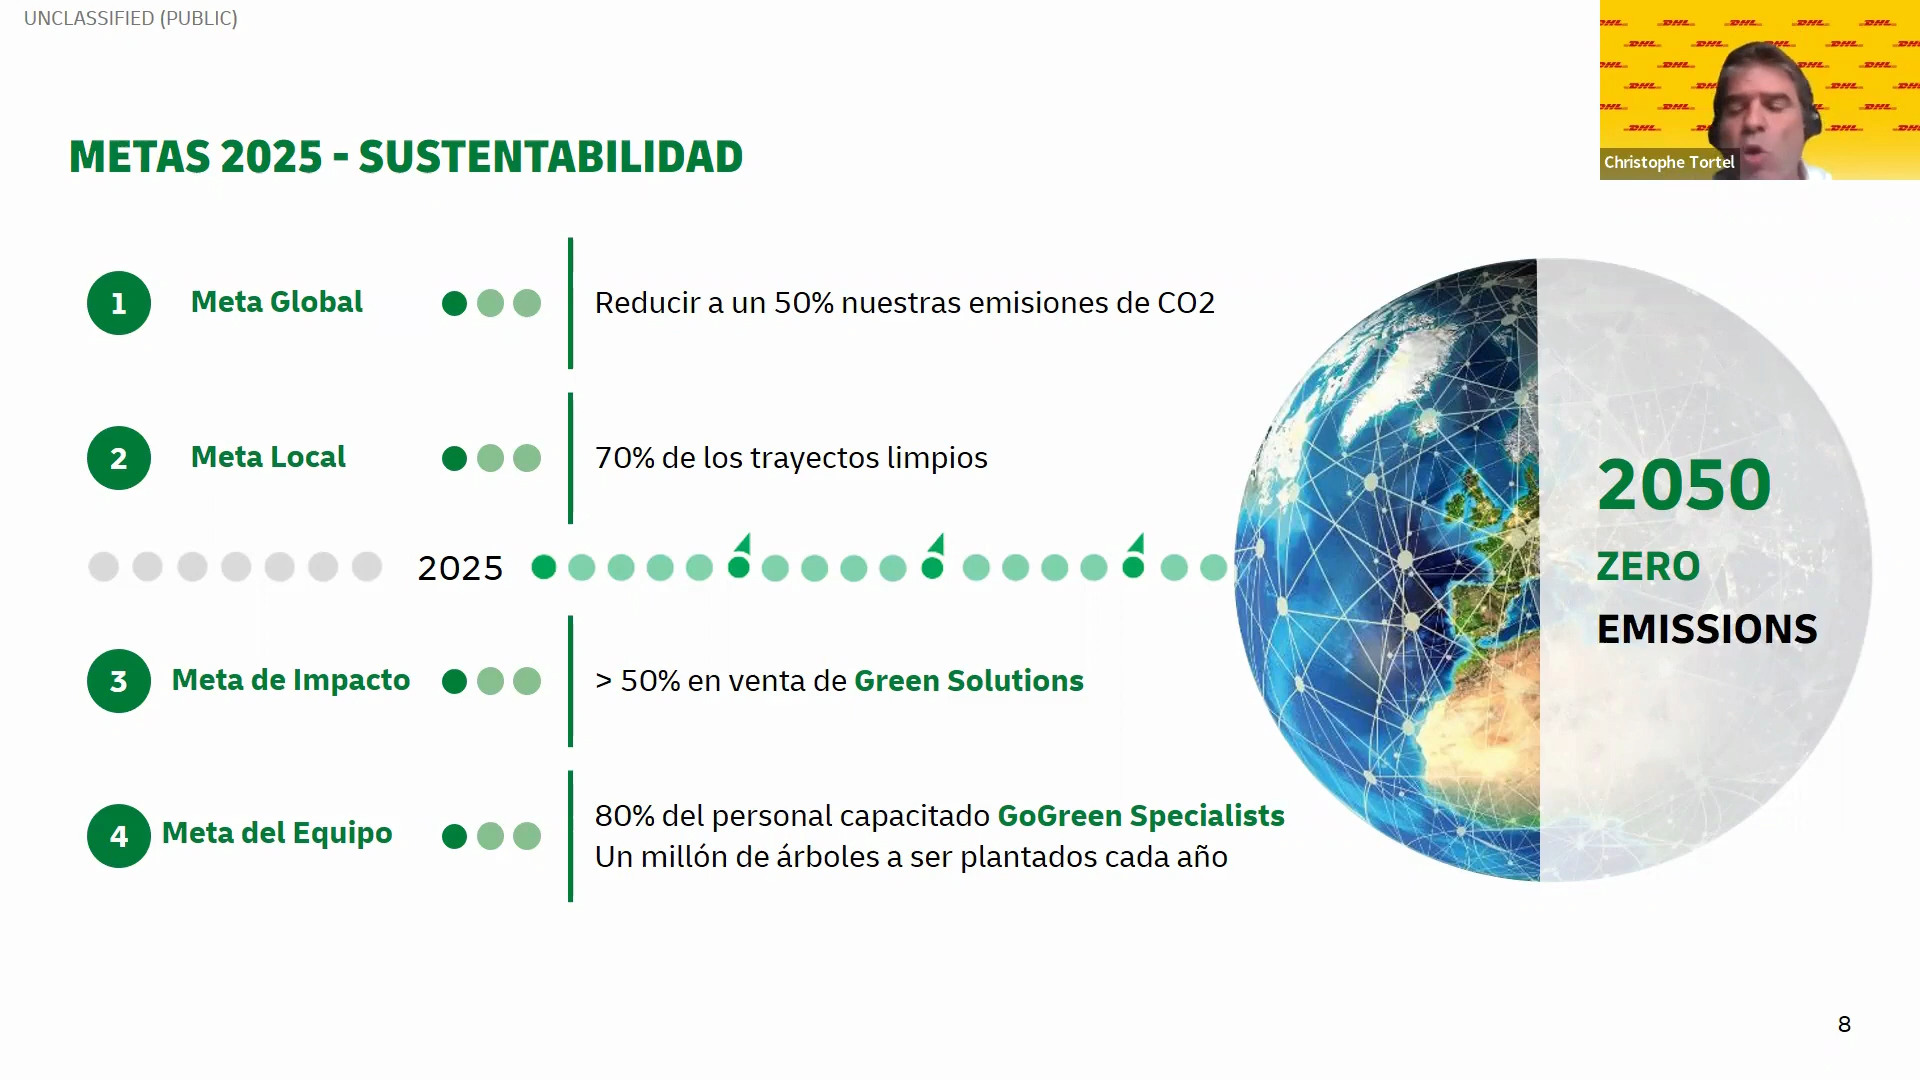 UNCLASSIFIED (PUBLIC)
Christophe Tortel
METAS 2025 - SUSTENTABILIDAD
1 Meta Global Reducir a un 50% nuestras emisiones de CO2
2 Meta Local 70% de los trayectos limpios
2025
2050
ZERO
EMISSIONS
3 Meta de Impacto > 50% en venta de Green Solutions
4 Meta del Equipo 80% del personal capacitado GoGreen Specialists
Un millón de árboles a ser plantados cada año
8
DHL